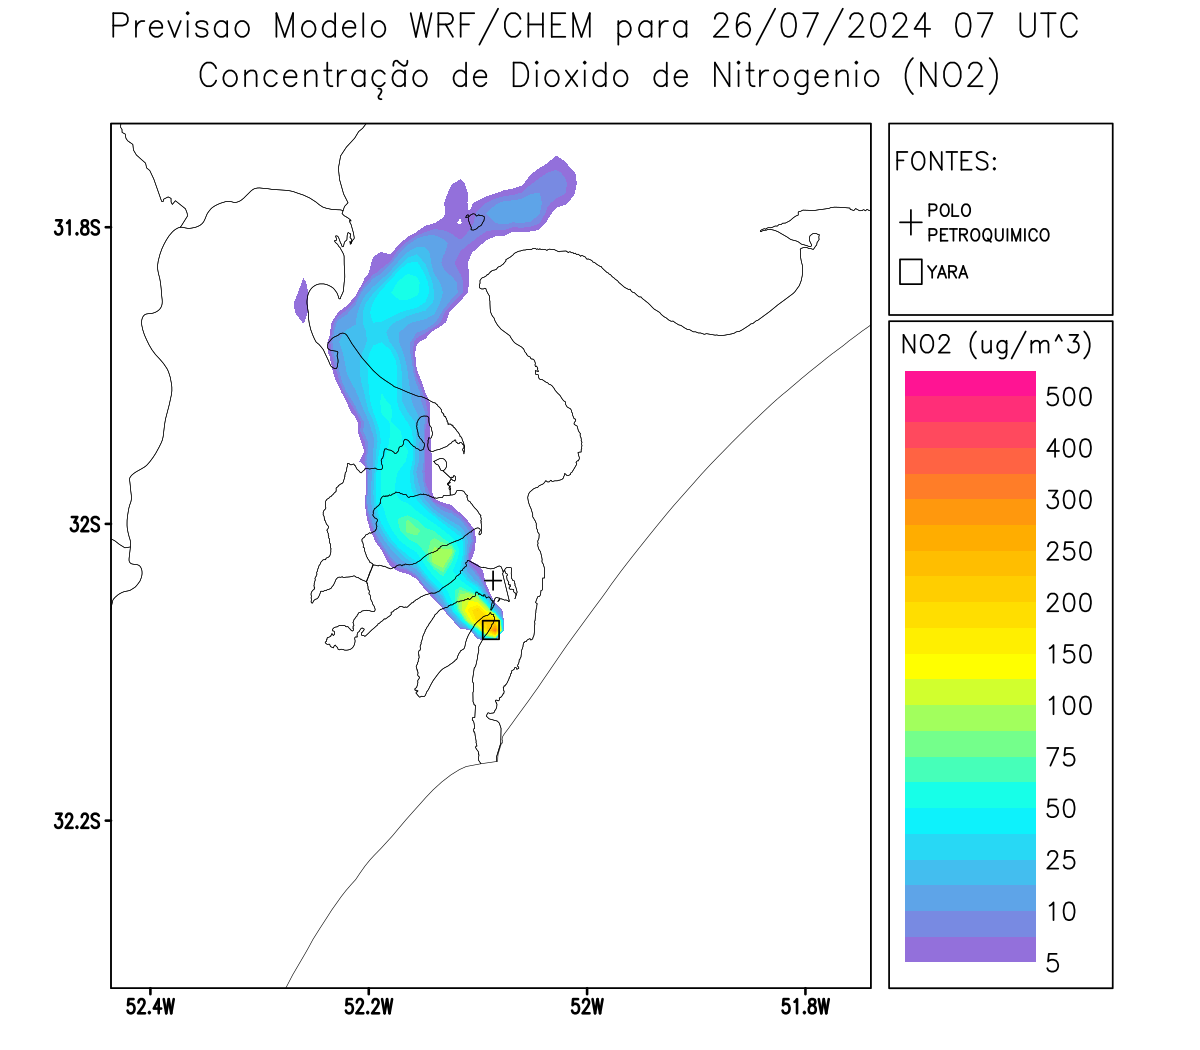 Previsao Modelo WRF/CHEM para 26/07/2024 07 UTC
Concentração de Dioxido de Nitrogenio (NO2)
FONTES:
POLO
PETROQUIMICO
YARA
31.8S
32S
32.2S
52.4W
52.2W
52W
51.8W
NO2 (ug/m^3)
500
400
300
250
200
150
100
75
50
25
10
5